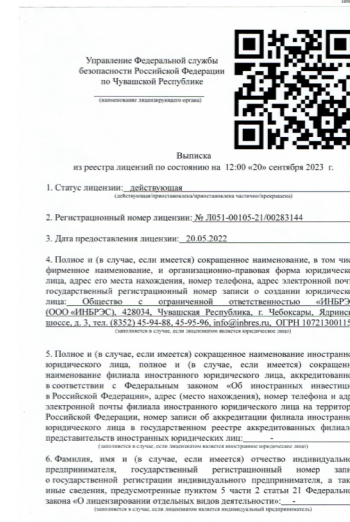 Управление Федеральной службы
безопасности Российской Федерации
по Чувашской Республике
(наименование лицензирующего органа)
Выписка
из реестра лицензий по состоянию на 12:00 «20» сентября 2023 г.
1. Статус лицензии: действующая
(действующая/приостановлена/приостановлена частично/прекращена)
2. Регистрационный номер лицензии: № Л051-00105-21/00283144
3. Дата предоставления лицензии: 20.05.2022
4. Полное и (в случае, если имеется) сокращенное наименование, в том чис
фирменное наименование, и организационно-правовая форма юридическо
лица, адрес его места нахождения, номер телефона, адрес электронной почт
государственный регистрационный номер записи о создании юридическо
лица: Общество с ограниченной ответственностью «ИНБРЭ
(ООО «ИНБРЭС), 428034, Чувашская Республика, г. Чебоксары, Ядринс
шоссе, д. 3, тел. (8352) 45-94-88, 45-95-96, info@inbres.ru, ОГРН 10721300115
(заполняется в случае, если лицензиатом является юридическое лицо)
5. Полное и (в случае, если имеется) сокращенное наименование иностранно
юридического лица, полное и (в случае, если имеется) сокращен
наименование филиала иностранного юридического лица, аккредитованно
в соответствии с Федеральным законом «Об иностранных инвестици
в Российской Федерации», адрес (место нахождения), номер телефона и адр
электронной почты филиала иностранного юридического лица на территор
Российской Федерации, номер записи об аккредитации филиала иностранно
юридического лица в государственном реестре аккредитованных филиал
представительств иностранных юридических лиц: -
(заполняется в случае, если лицензиатом является иностранное юридическое лицо)
6. Фамилия, имя и (в случае, если имеется) отчество индивидуально
предпринимателя, государственный регистрационный номер запи
о государственной регистрации индивидуального предпринимателя, а так
иные сведения, предусмотренные пунктом 5 части 2 статьи 21 Федерально
закона «О лицензировании отдельных видов деятельности»: -
(заполняется в случае, если лицензиатом является индивидуальный предприниматель)